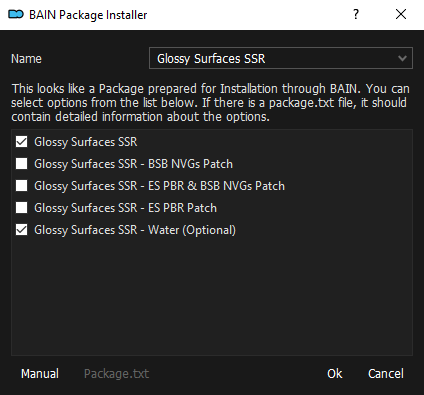 BAIN Package Installer
Name
Glossy Surfaces SSR
This looks like a Package prepared for Installation through BAIN. You can
select options from the list below. If there is a package.txt file, it should
contain detailed information about the options.
Glossy Surfaces SSR
Glossy Surfaces SSR - BSB NVGs Patch
Glossy Surfaces SSR - ES PBR & BSB NVGs Patch
Glossy Surfaces SSR - ES PBR Patch
Glossy Surfaces SSR - Water (Optional)
Manual Package.txt Ok Cancel